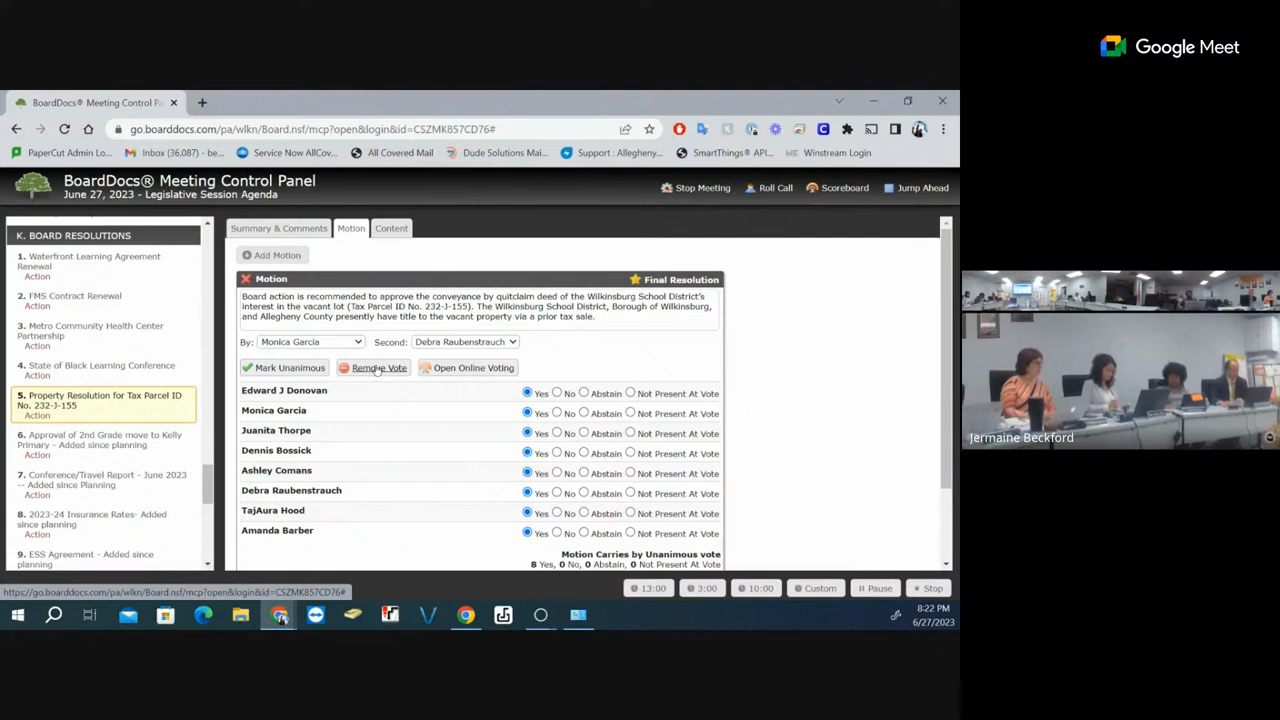 Google Meet
BoardDocs® Meeting Control Pa
go.boarddocs.com/pa/wlkn/Board.nsf/mcp?open&login&id=CSZMK857CD76#
PaperCut Admin Lo... Inbox (36,087) - be... Service Now AllCov... All Covered Mail Dude Solutions Mai... Support : Allegheny... SmartThings® API... Winstream Login
BoardDocs® Meeting Control Panel
June 27, 2023 - Legislative Session Agenda
Stop Meeting Roll Call Scoreboard Jump Ahead
K. BOARD RESOLUTIONS
1. Waterfront Learning Agreement
Renewal
Action
2. FMS Contract Renewal
Action
3. Metro Community Health Center
Partnership
Action
4. State of Black Learning Conference
Action
5. Property Resolution for Tax Parcel ID
No. 232-J-155
Action
6. Approval of 2nd Grade move to Kelly
Primary - Added since Planning
Action
7. Conference/Travel Report - June 2023
-- Added since Planning
Action
8. 2023-24 Insurance Rates- Added
since planning
Action
9. ESS Agreement - Added since
planning
Summary & Comments Motion Content
Add Motion
Motion Final Resolution
Board action is recommended to approve the conveyance by quitclaim deed of the Wilkinsburg School District's
interest in the vacant lot (Tax Parcel ID No. 232-J-155). The Wilkinsburg School District, Borough of Wilkinsburg,
and Allegheny County presently have title to the vacant property via a prior tax sale.
By: Monica Garcia Second: Debra Raubenstrauch
Mark Unanimous Remove Vote Open Online Voting
Edward J Donovan Yes No Abstain Not Present At Vote
Monica Garcia Yes No Abstain Not Present At Vote
Juanita Thorpe Yes No Abstain Not Present At Vote
Dennis Bossick Yes No Abstain Not Present At Vote
Ashley Comans Yes No Abstain Not Present At Vote
Debra Raubenstrauch Yes No Abstain Not Present At Vote
TajAura Hood Yes No Abstain Not Present At Vote
Amanda Barber Yes No Abstain Not Present At Vote
Motion Carries by Unanimous vote
8 Yes, 0 No, 0 Abstain, 0 Not Present At Vote
https://go.boarddocs.com/pa/wlkn/Board.nsf/mcp?open&login&id=CSZMK857CD76#
13:00 3:00 10:00 Custom Pause Stop
8:22 PM
6/27/2023
Jermaine Beckford